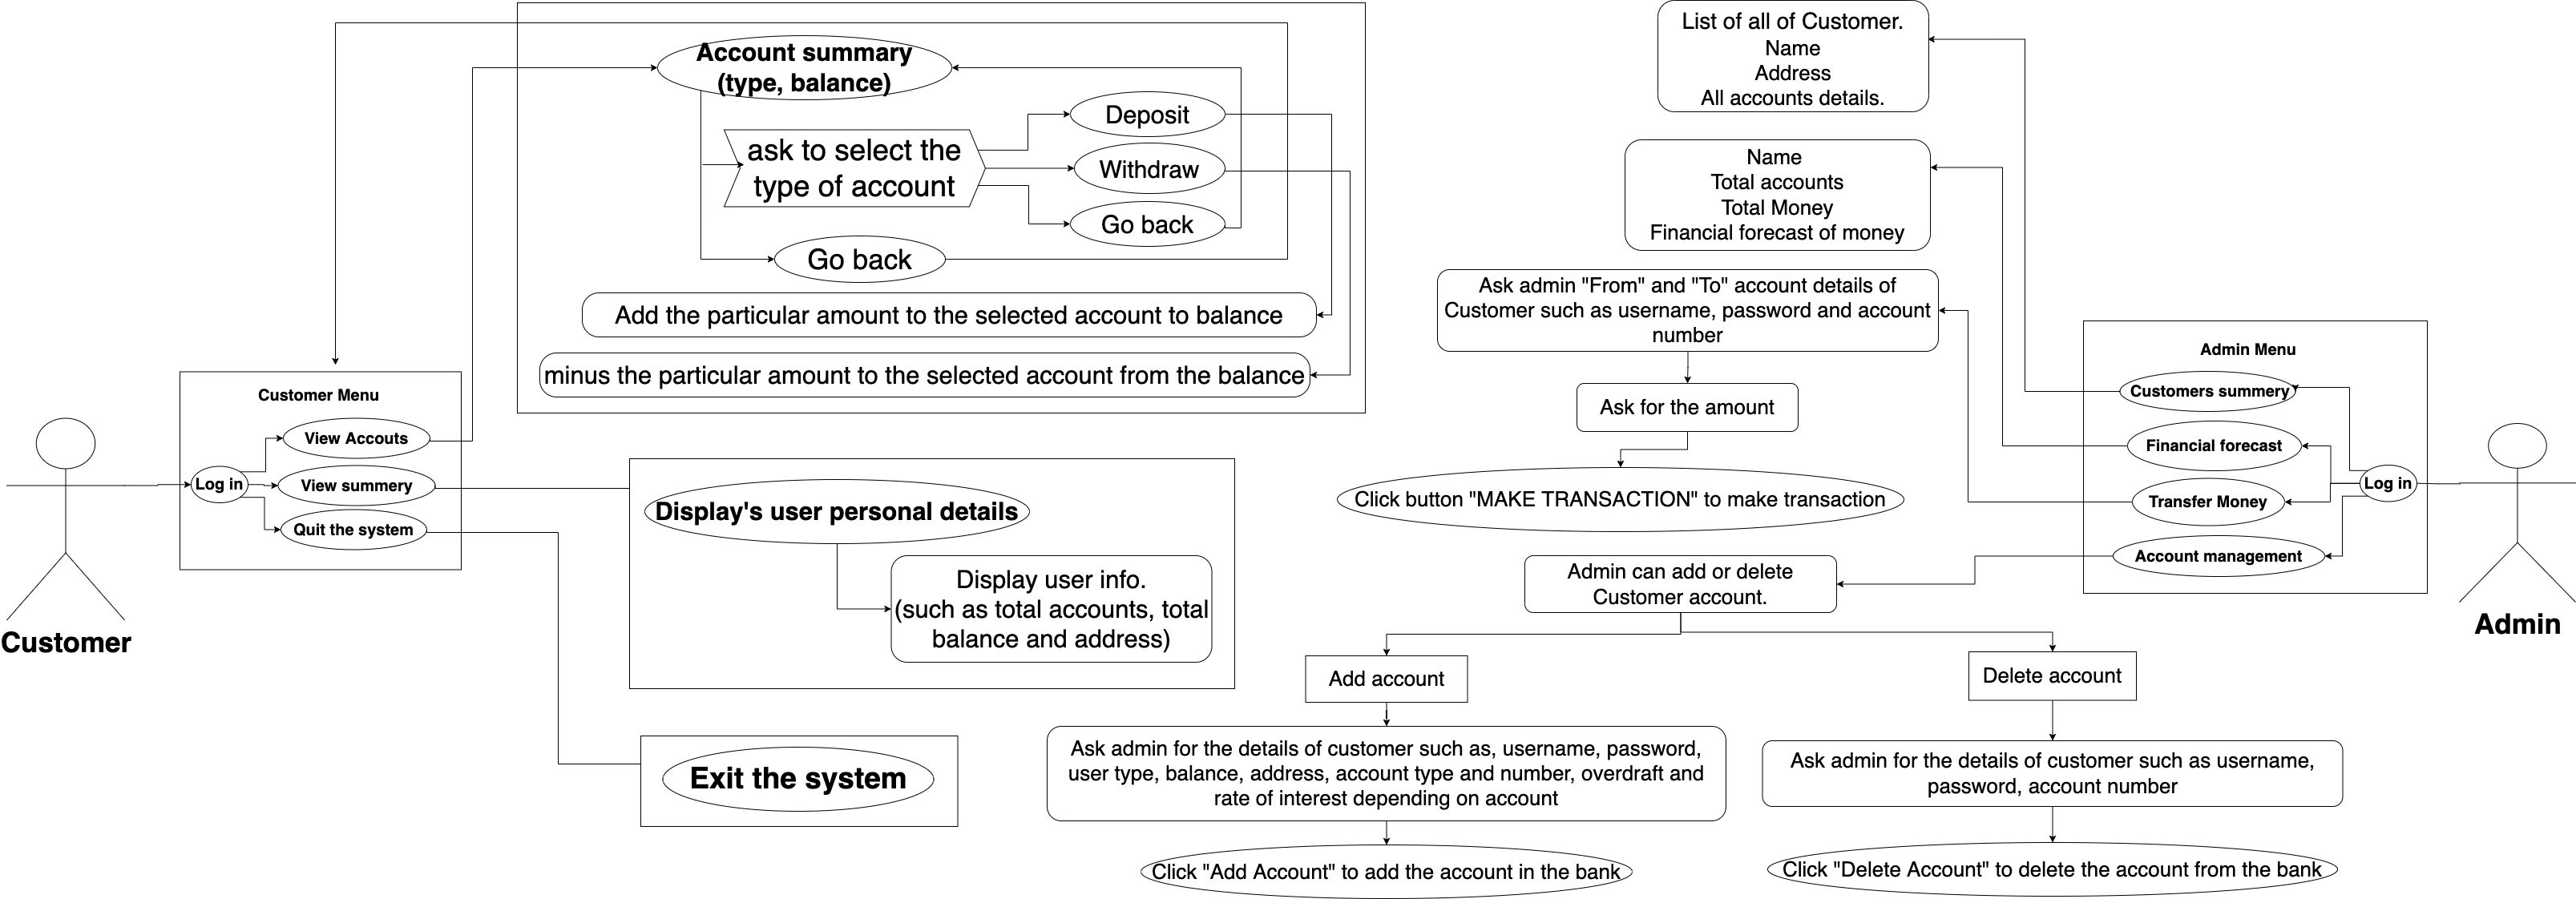 Account summary
(type, balance)
Deposit
ask to select the
type of account
Withdraw
Go back
Go back
Add the particular amount to the selected account to balance
minus the particular amount to the selected account from the balance
Customer Menu
View Accouts
Log in
View summery
Quit the system
Customer
Display's user personal details
Display user info.
(such as total accounts, total
balance and address)
Exit the system
List of all of Customer.
Name
Address
All accounts details.
Name
Total accounts
Total Money
Financial forecast of money
Ask admin "From" and "To" account details of
Customer such as username, password and account
number
Ask for the amount
Click button "MAKE TRANSACTION" to make transaction
Admin Menu
Customers summery
Financial forecast
Log in
Transfer Money
Account management
Admin
Admin can add or delete
Customer account.
Add account
Delete account
Ask admin for the details of customer such as, username, password,
user type, balance, address, account type and number, overdraft and
rate of interest depending on account
Ask admin for the details of customer such as username,
password, account number
Click "Add Account" to add the account in the bank
Click "Delete Account" to delete the account from the bank